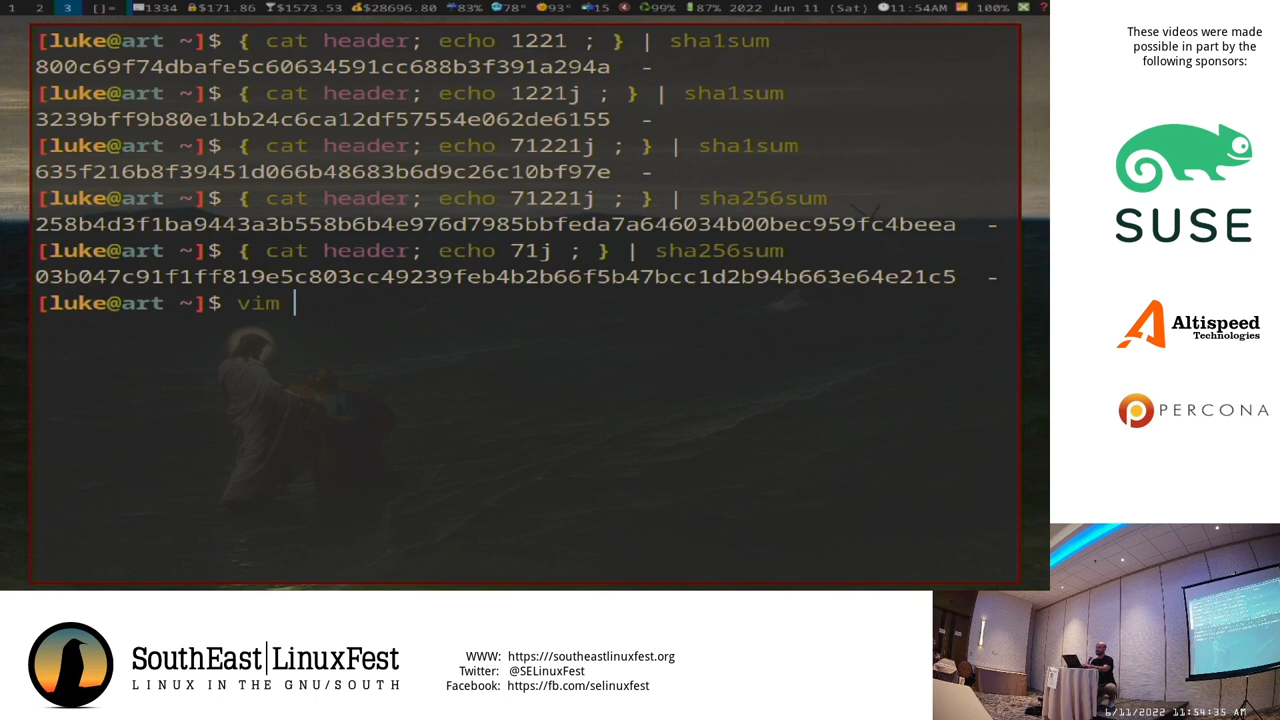 1 2 3 []= 1334 $171.86 $1573.53 $28696.80 83% 78° 93° 15 99% 87% 2022 Jun 11 (Sat) 11:54AM 100% ?
[luke@art ~]$ { cat header; echo 1221 ; } | sha1sum
800c69f74dbafe5c60634591cc688b3f391a294a -
[luke@art ~]$ { cat header; echo 1221j ; } | sha1sum
3239bff9b80e1bb24c6ca12df57554e062de6155 -
[luke@art ~]$ { cat header; echo 71221j ; } | sha1sum
635f216b8f39451d066b48683b6d9c26c10bf97e -
[luke@art ~]$ { cat header; echo 71221j ; } | sha256sum
258b4d3f1ba9443a3b558b6b4e976d7985bbfeda7a646034b00bec959fc4beea -
[luke@art ~]$ { cat header; echo 71j ; } | sha256sum
03b047c91f1ff819e5c803cc49239feb4b2b66f5b47bcc1d2b94b663e64e21c5 -
[luke@art ~]$ vim
These videos were made
possible in part by the
following sponsors:
SUSE
Altispeed
Technologies
PERCONA
SouthEast LinuxFest
LINUX IN THE GNU/SOUTH
WWW: https:///southeastlinuxfest.org
Twitter: @SELinuxFest
Facebook: https://fb.com/selinuxfest
6/11/2022 11:54:35 AM